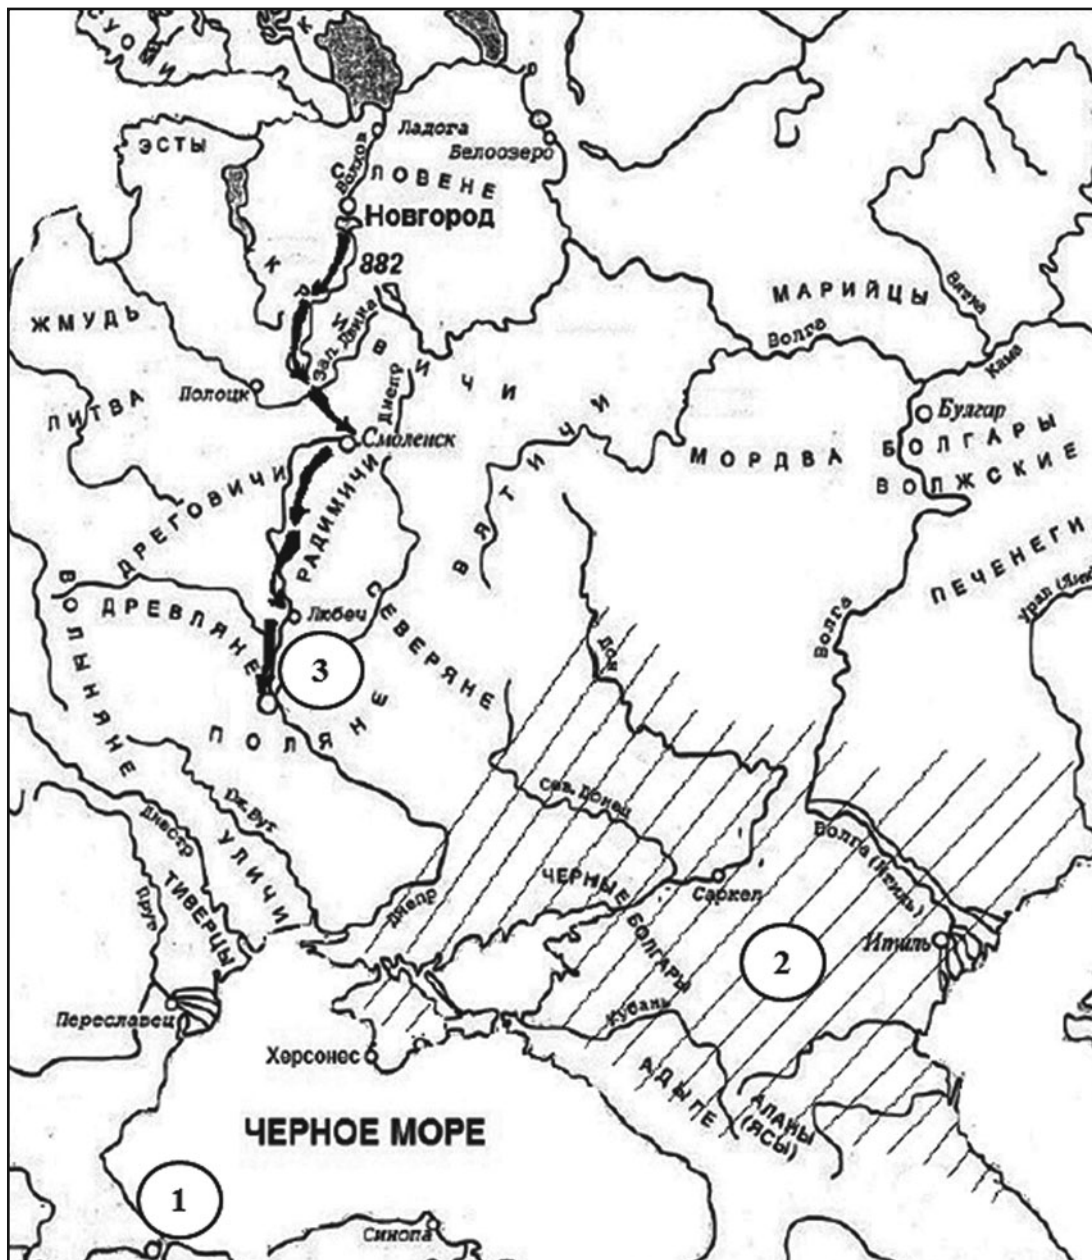 СУОМИ
К
Ладога
Белоозеро
ЭСТЫ
Волхов
СЛОВЕНЕ
Новгород
882
МАРИЙЦЫ
Вятка
ЖМУДЬ
КРИВИЧИ
Зап. Двина
Волга
Кама
Полоцк
Днепр
ЛИТВА
Булгар
Смоленск
ВЯТИЧИ
МОРДВА
БОЛГАРЫ
ВОЛЖСКИЕ
ДРЕГОВИЧИ
РАДИМИЧИ
ПЕЧЕНЕГИ
ВОЛЫНЯНЕ
ДРЕВЛЯНЕ
Любеч
СЕВЕРЯНЕ
Волга
Дон
3
ПОЛЯНЕ
Сев. Донец
Днестр
УЛИЧИ
Волга (Итиль)
ТИВЕРЦЫ
Прут
Днепр
ЧЕРНЫЕ
БОЛГАРЫ
Саркел
2
Итиль
Переславец
Кубань
Херсонес
АДЫГЕ
АЛАНЫ
(ЯСЫ)
ЧЕРНОЕ МОРЕ
1
Синопа